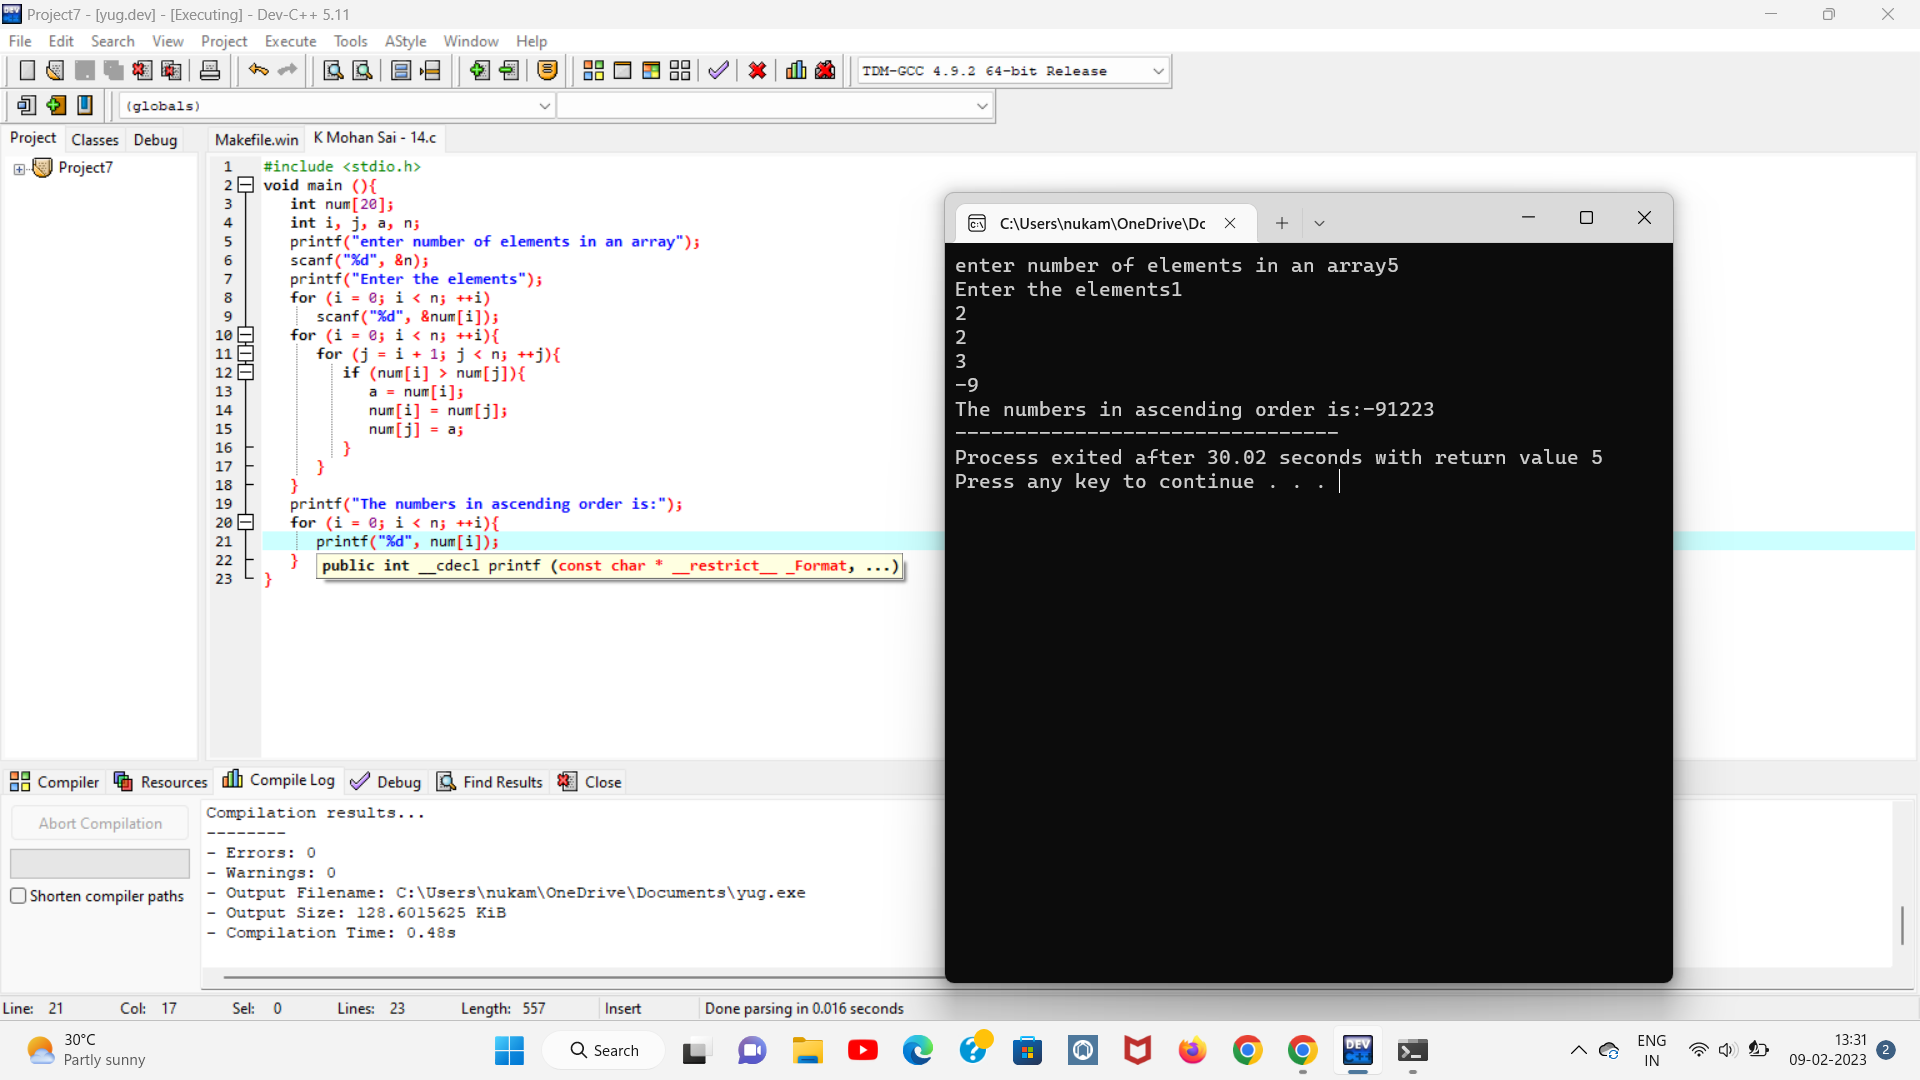 Project7 - [yug.dev] - [Executing] - Dev-C++ 5.11
File Edit Search View Project Execute Tools AStyle Window Help
TDM-GCC 4.9.2 64-bit Release
(globals)
Project Classes Debug Makefile.win K Mohan Sai - 14.c
Project7
1 #include <stdio.h>
2 void main (){
3 int num[20];
4 int i, j, a, n;
5 printf("enter number of elements in an array");
6 scanf("%d", &n);
7 printf("Enter the elements");
8 for (i = 0; i < n; ++i)
9 scanf("%d", &num[i]);
10 for (i = 0; i < n; ++i){
11 for (j = i + 1; j < n; ++j){
12 if (num[i] > num[j]){
13 a = num[i];
14 num[i] = num[j];
15 num[j] = a;
16 }
17 }
18 }
19 printf("The numbers in ascending order is:");
20 for (i = 0; i < n; ++i){
21 printf("%d", num[i]);
22 }
public int __cdecl printf (const char * __restrict__ _Format, ...)
23 }
C:\Users\nukam\OneDrive\Dc
enter number of elements in an array5
Enter the elements1
2
2
3
-9
The numbers in ascending order is:-91223
--------------------------------
Process exited after 30.02 seconds with return value 5
Press any key to continue . . .
Compiler Resources Compile Log Debug Find Results Close
Abort Compilation
Shorten compiler paths
Compilation results...
--------
- Errors: 0
- Warnings: 0
- Output Filename: C:\Users\nukam\OneDrive\Documents\yug.exe
- Output Size: 128.6015625 KiB
- Compilation Time: 0.48s
Line: 21 Col: 17 Sel: 0 Lines: 23 Length: 557 Insert Done parsing in 0.016 seconds
30°C
Partly sunny
Search
DEV
ENG
IN
13:31
09-02-2023
2